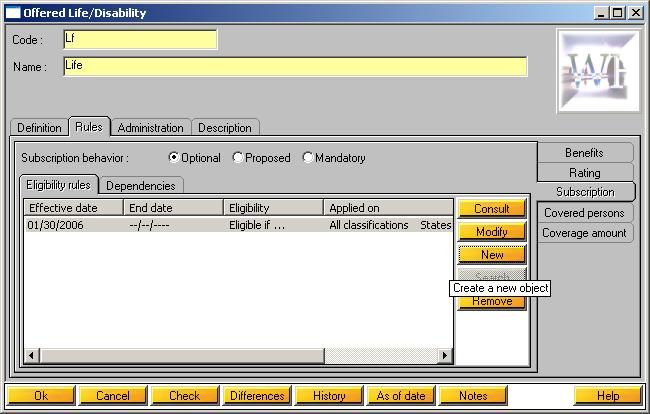 Offered Life/Disability
Code : Lf
Name : Life
Definition Rules Administration Description
Subscription behavior : Optional Proposed Mandatory
Eligibility rules Dependencies
Effective date End date Eligibility Applied on
01/30/2006 --/--/---- Eligible if ... All classifications States
Consult
Modify
New
Search
Create a new object
Remove
Benefits
Rating
Subscription
Covered persons
Coverage amount
Ok Cancel Check Differences History As of date Notes Help